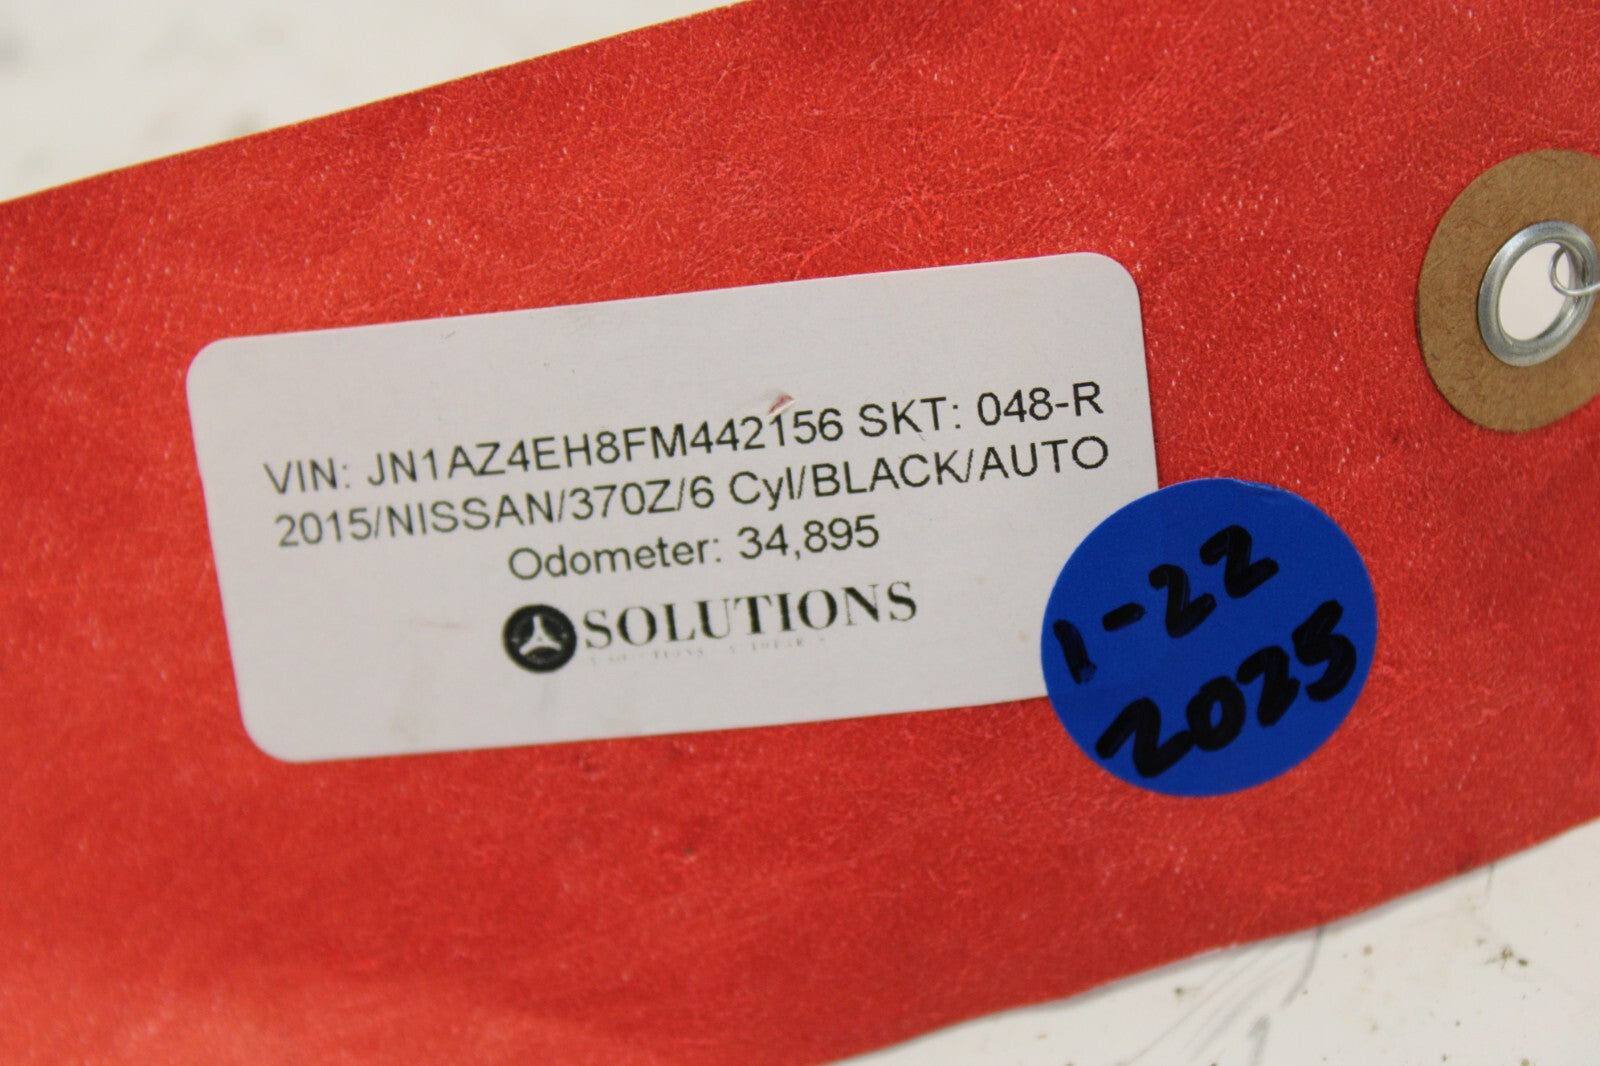 VIN: JN1AZ4EH8FM442156 SKT: 048-R
2015/NISSAN/370Z/6 Cyl/BLACK/AUTO
Odometer: 34,895
SOLUTIONS
1-22
2025